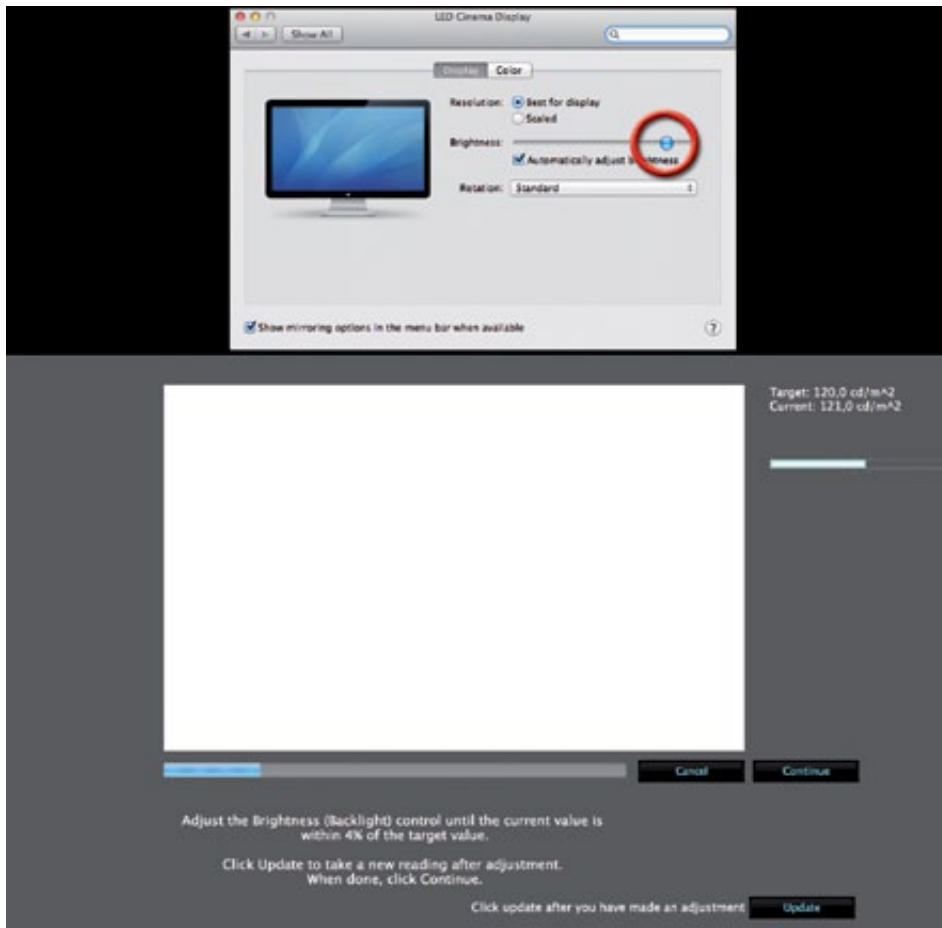 LED Cinema Display
Show All
Display Color
Resolution: Best for display
Scaled
Brightness:
Automatically adjust brightness
Rotation: Standard
Show mirroring options in the menu bar when available
?
Target: 120,0 cd/m^2
Current: 121,0 cd/m^2
Cancel Continue
Adjust the Brightness (Backlight) control until the current value is
within 4% of the target value.
Click Update to take a new reading after adjustment.
When done, click Continue.
Click update after you have made an adjustment Update